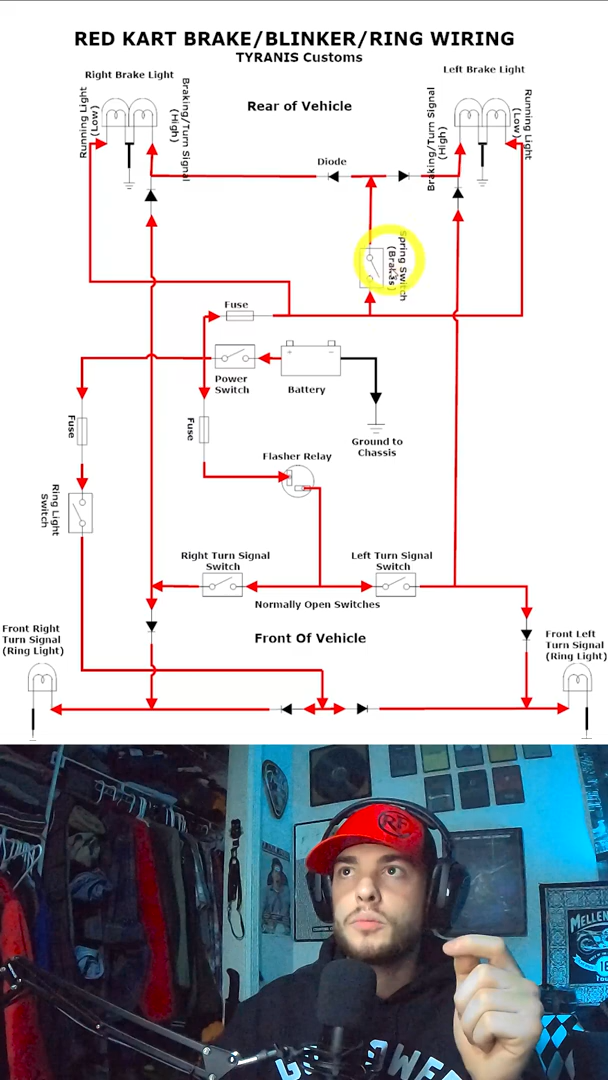 RED KART BRAKE/BLINKER/RING WIRING
TYRANIS Customs
Right Brake Light
Left Brake Light
Rear of Vehicle
Running Light
(Low)
Braking/Turn Signal
(High)
Braking/Turn Signal
(High)
Running Light
(Low)
Diode
Spring Switch
(Brakes)
Fuse
Power
Switch
Battery
Ground to
Chassis
Fuse
Fuse
Flasher Relay
Ring Light
Switch
Right Turn Signal
Switch
Left Turn Signal
Switch
Normally Open Switches
Front Of Vehicle
Front Right
Turn Signal
(Ring Light)
Front Left
Turn Signal
(Ring Light)